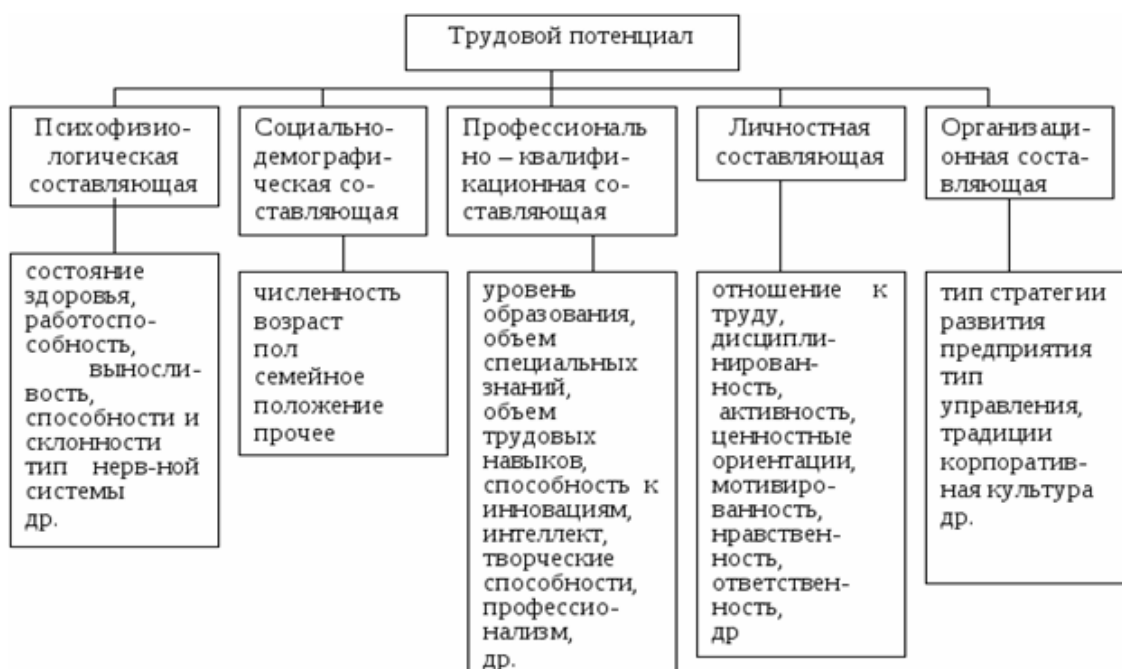 Трудовой потенциал
Психофизио-
логическая
составляющая
Социально-
демографи-
ческая со-
ставляющая
Профессиональ
но – квалифи-
кационная со-
ставляющая
Личностная
составляющая
Организаци-
онная соста-
вляющая
состояние
здоровья,
работоспо-
собность,
выносли-
вость,
способности и
склонности
тип нерв-ной
системы
др.
численность
возраст
пол
семейное
положение
прочее
уровень
образования,
объем
специальных
знаний,
объем
трудовых
навыков,
способность к
инновациям,
интеллект,
творческие
способности,
профессио-
нализм,
др.
отношение к
труду,
дисципли-
нирован-
ность,
активность,
ценностные
ориентации,
мотивиро-
ванность,
нравствен-
ность,
ответствен-
ность,
др
тип стратегии
развития
предприятия
тип
управления,
традиции
корпоратив-
ная культура
др.